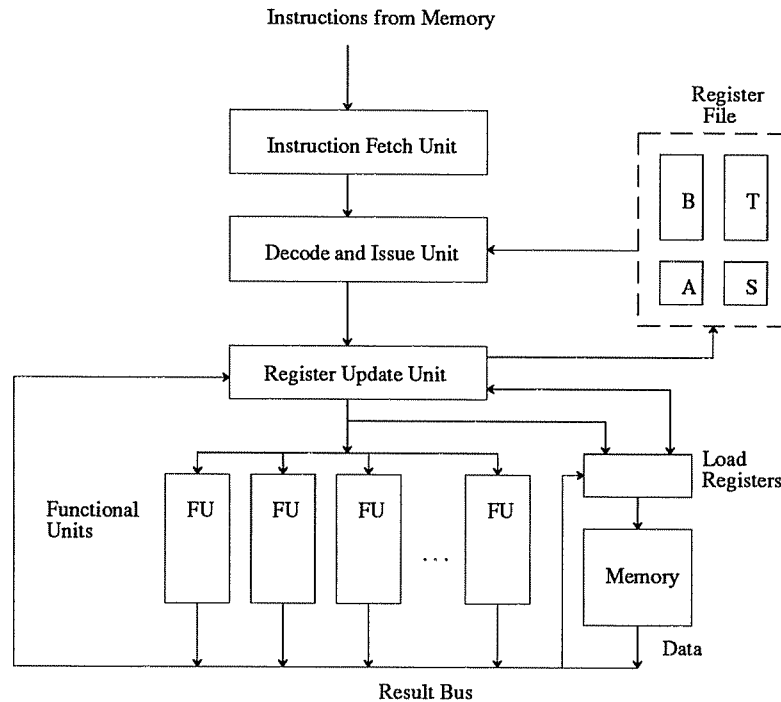 Instructions from Memory
Register
File
Instruction Fetch Unit
B
T
Decode and Issue Unit
A
S
Register Update Unit
Load
Registers
Functional
Units
FU
FU
FU
FU
. . .
Memory
Data
Result Bus